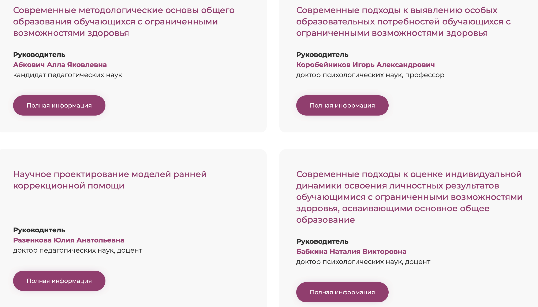 Современные методологические основы общего
образования обучающихся с ограниченными
возможностями здоровья
Руководитель
Абкович Алла Яковлевна
кандидат педагогических наук
Полная информация
Современные подходы к выявлению особых
образовательных потребностей обучающихся с
ограниченными возможностями здоровья
Руководитель
Коробейников Игорь Александрович
доктор психологических наук, профессор
Полная информация
Научное проектирование моделей ранней
коррекционной помощи
Руководитель
Разенкова Юлия Анатольевна
доктор педагогических наук, доцент
Полная информация
Современные подходы к оценке индивидуальной
динамики освоения личностных результатов
обучающимися с ограниченными возможностями
здоровья, осваивающими основное общее
образование
Руководитель
Бабкина Наталия Викторовна
доктор психологических наук, доцент
Полная информация